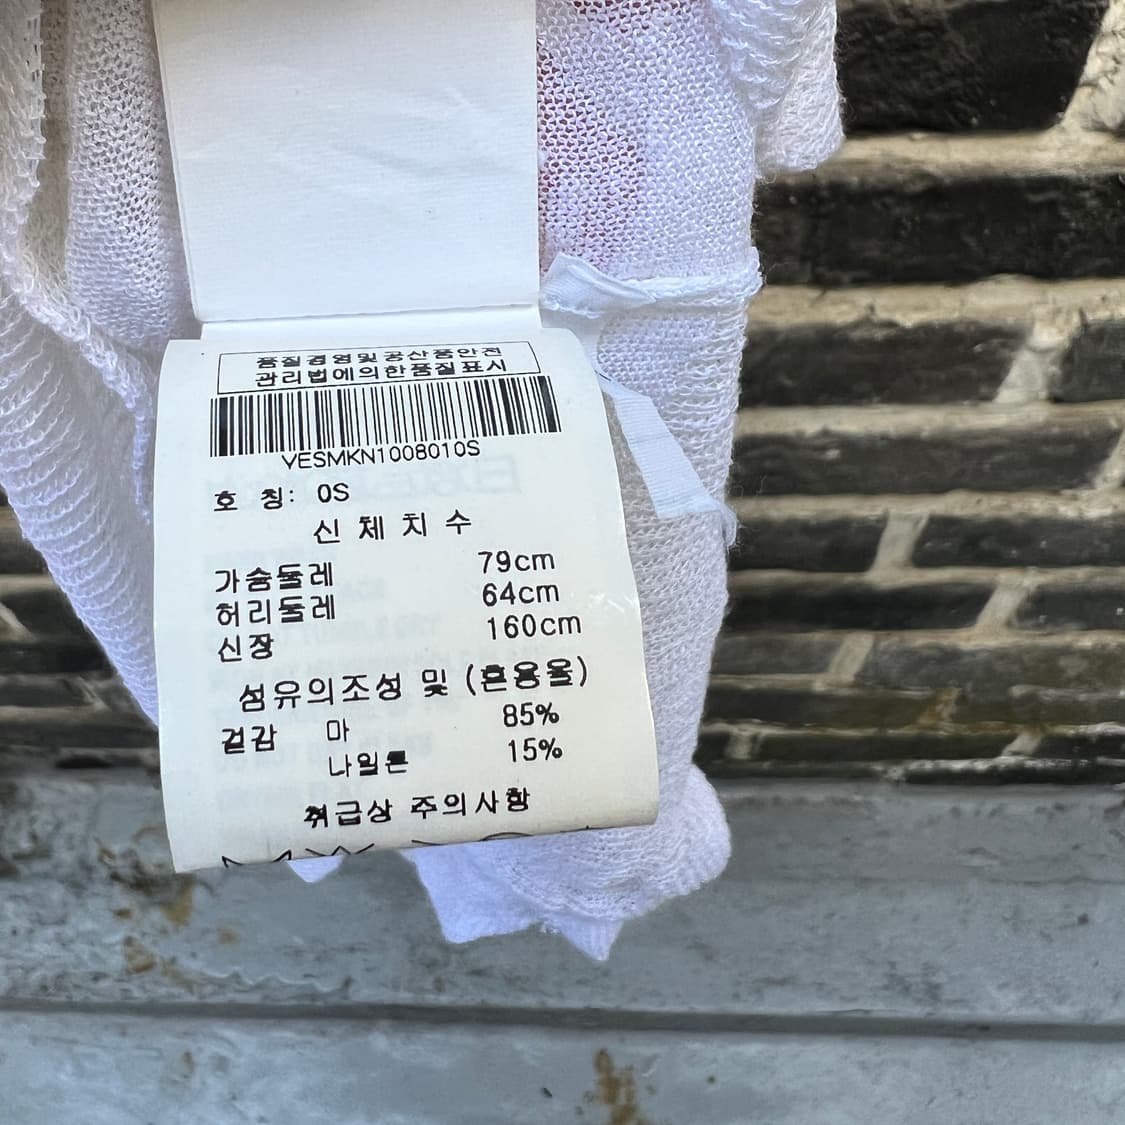 품질경영및공산품안전
관리법에의한품질표시
YESMKN1008010S
호 칭: 0S
신 체 치 수
가슴둘레 79cm
허리둘레 64cm
신장 160cm
섬유의조성 및 (혼용율)
겉감 마 85%
나일론 15%
취급상 주의사항